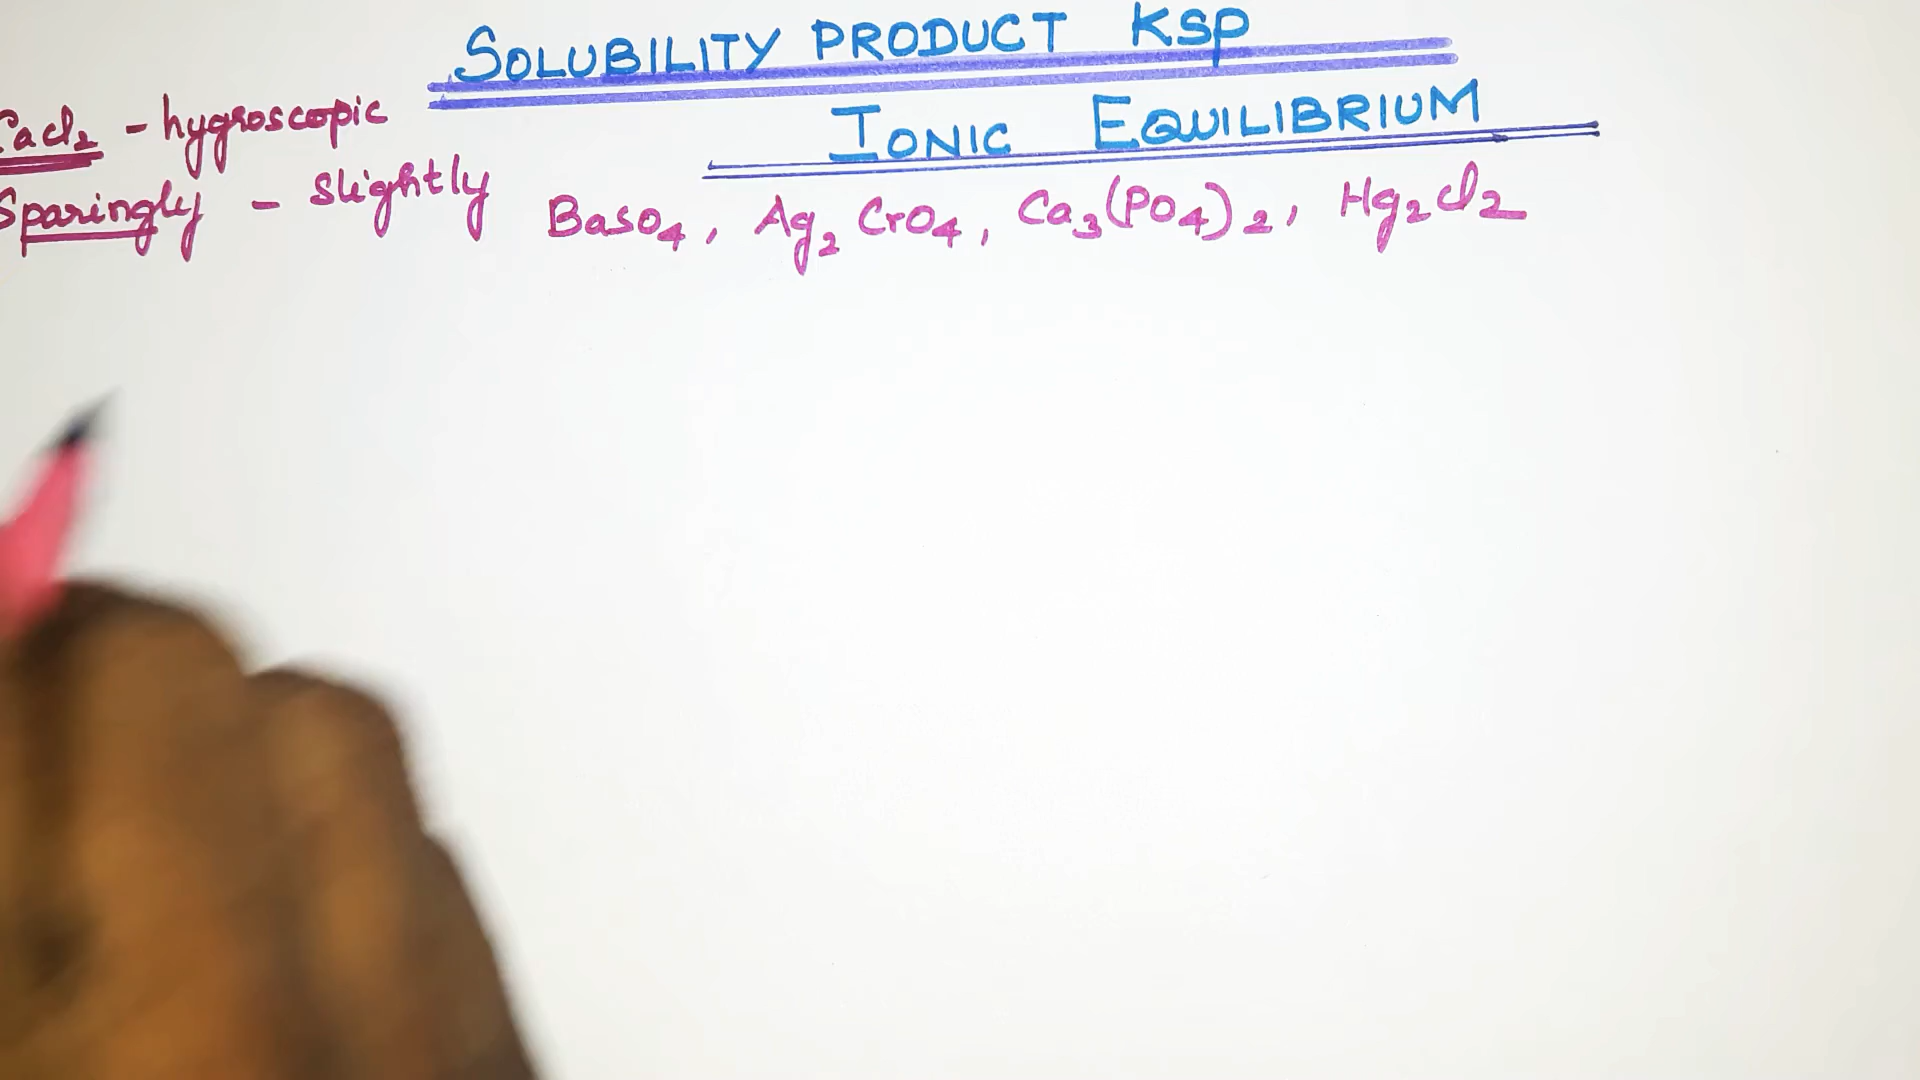 SOLUBILITY PRODUCT Ksp
IONIC EQUILIBRIUM
CaCl₂ - hygroscopic
Sparingly - slightly
BaSO₄, Ag₂CrO₄, Ca₃(PO₄)₂, Hg₂Cl₂